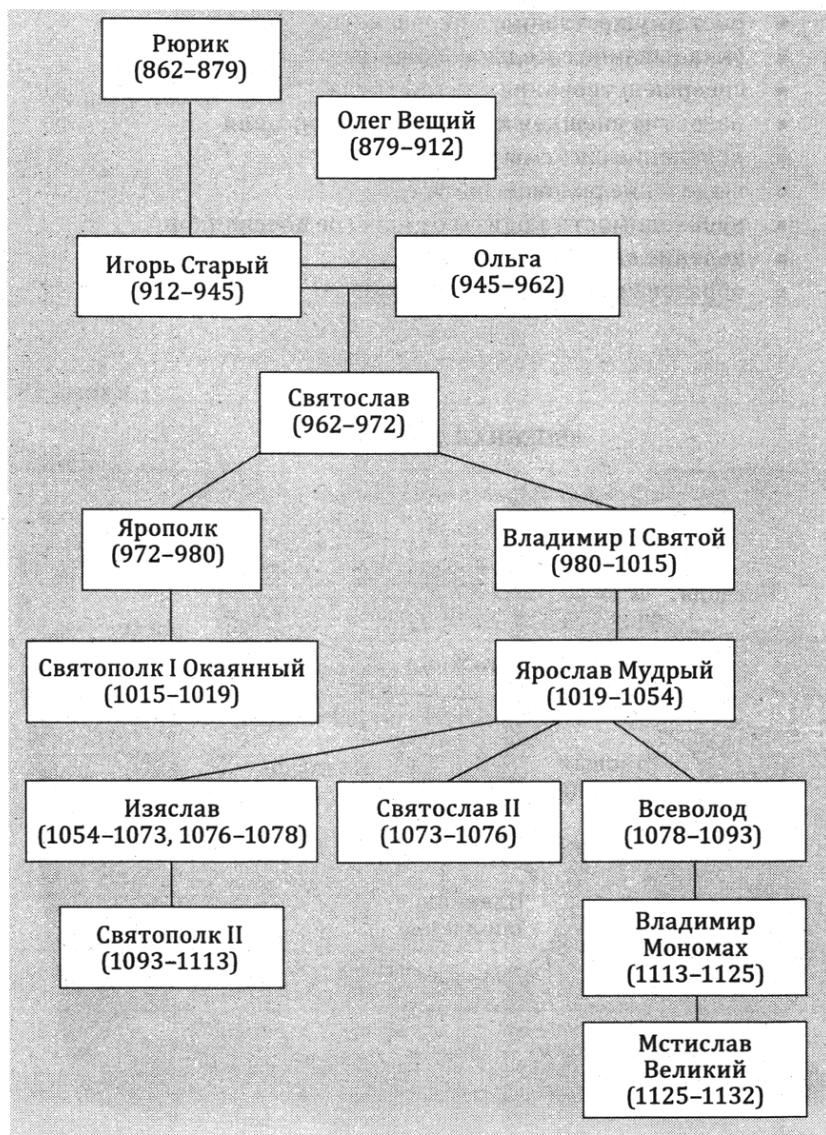 Рюрик
(862–879)
Олег Вещий
(879–912)
Игорь Старый
(912–945)
Ольга
(945–962)
Святослав
(962–972)
Ярополк
(972–980)
Владимир I Святой
(980–1015)
Святополк I Окаянный
(1015–1019)
Ярослав Мудрый
(1019–1054)
Изяслав
(1054–1073, 1076–1078)
Святослав II
(1073–1076)
Всеволод
(1078–1093)
Святополк II
(1093–1113)
Владимир
Мономах
(1113–1125)
Мстислав
Великий
(1125–1132)